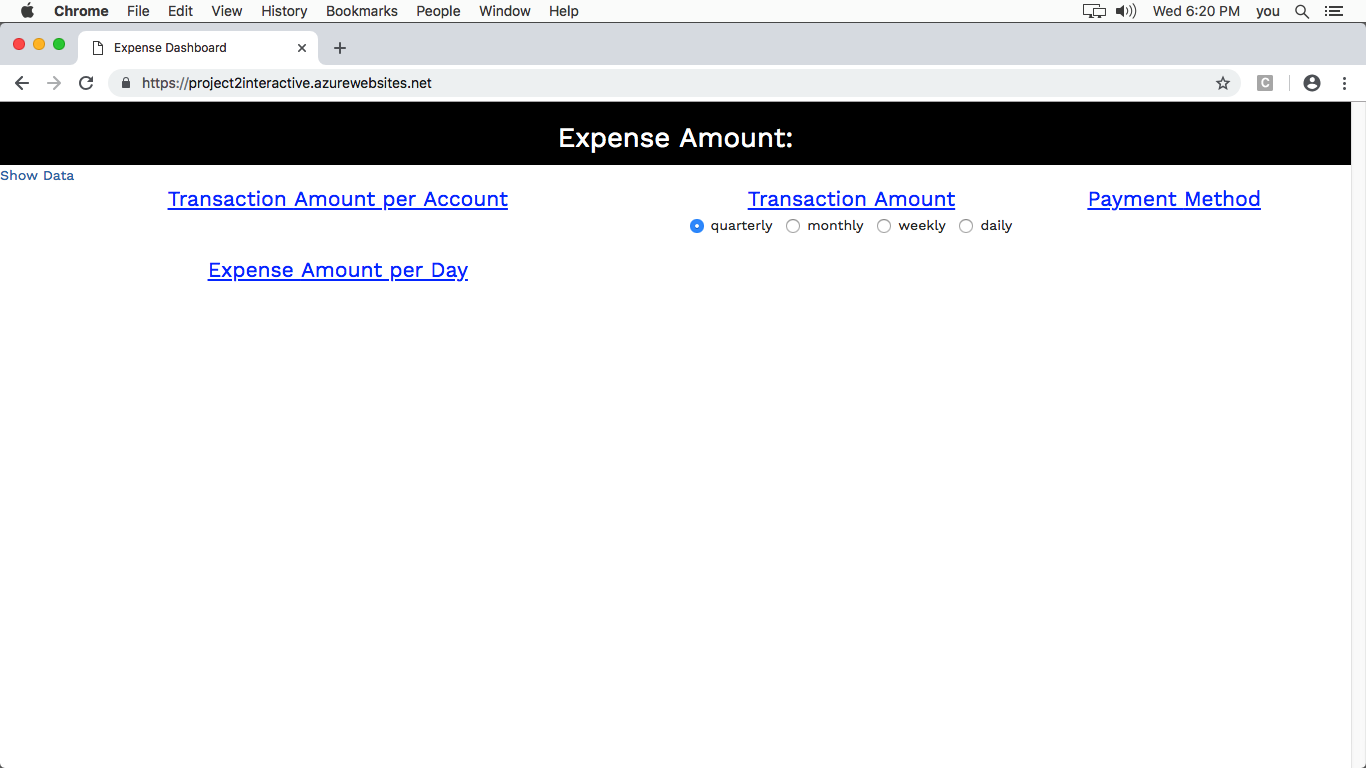 Chrome File Edit View History Bookmarks People Window Help Wed 6:20 PM you
Expense Dashboard
https://project2interactive.azurewebsites.net C
Expense Amount:
Show Data
Transaction Amount per Account Transaction Amount Payment Method
quarterly monthly weekly daily
Expense Amount per Day